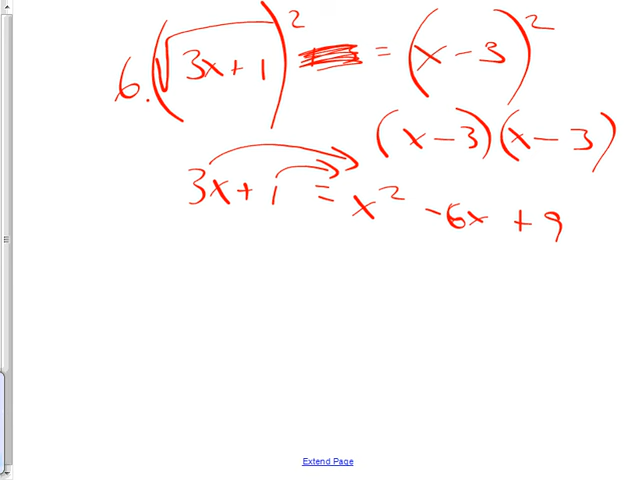 6. (√3x + 1)² = (x - 3)²
(x - 3)(x - 3)
3x + 1 = x² - 6x + 9
Extend Page